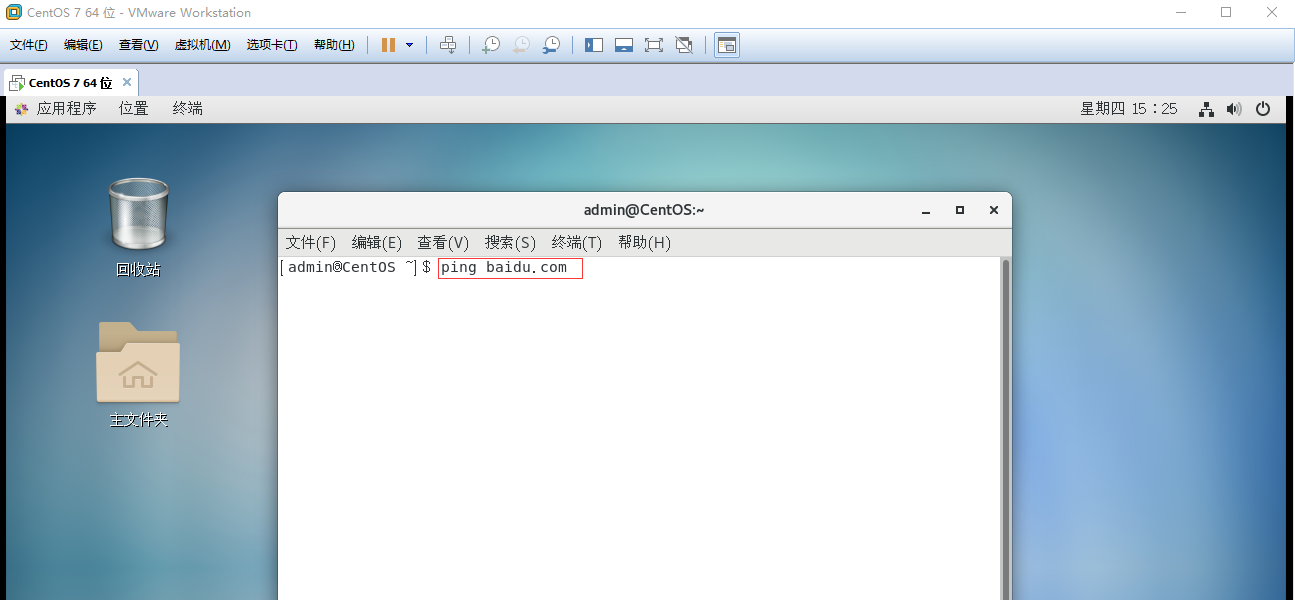 CentOS 7 64 位 - VMware Workstation
文件(F) 编辑(E) 查看(V) 虚拟机(M) 选项卡(T) 帮助(H)
CentOS 7 64 位
应用程序 位置 终端 星期四 15：25
回收站
主文件夹
admin@CentOS:~
文件(F) 编辑(E) 查看(V) 搜索(S) 终端(T) 帮助(H)
[admin@CentOS ~]$ ping baidu.com